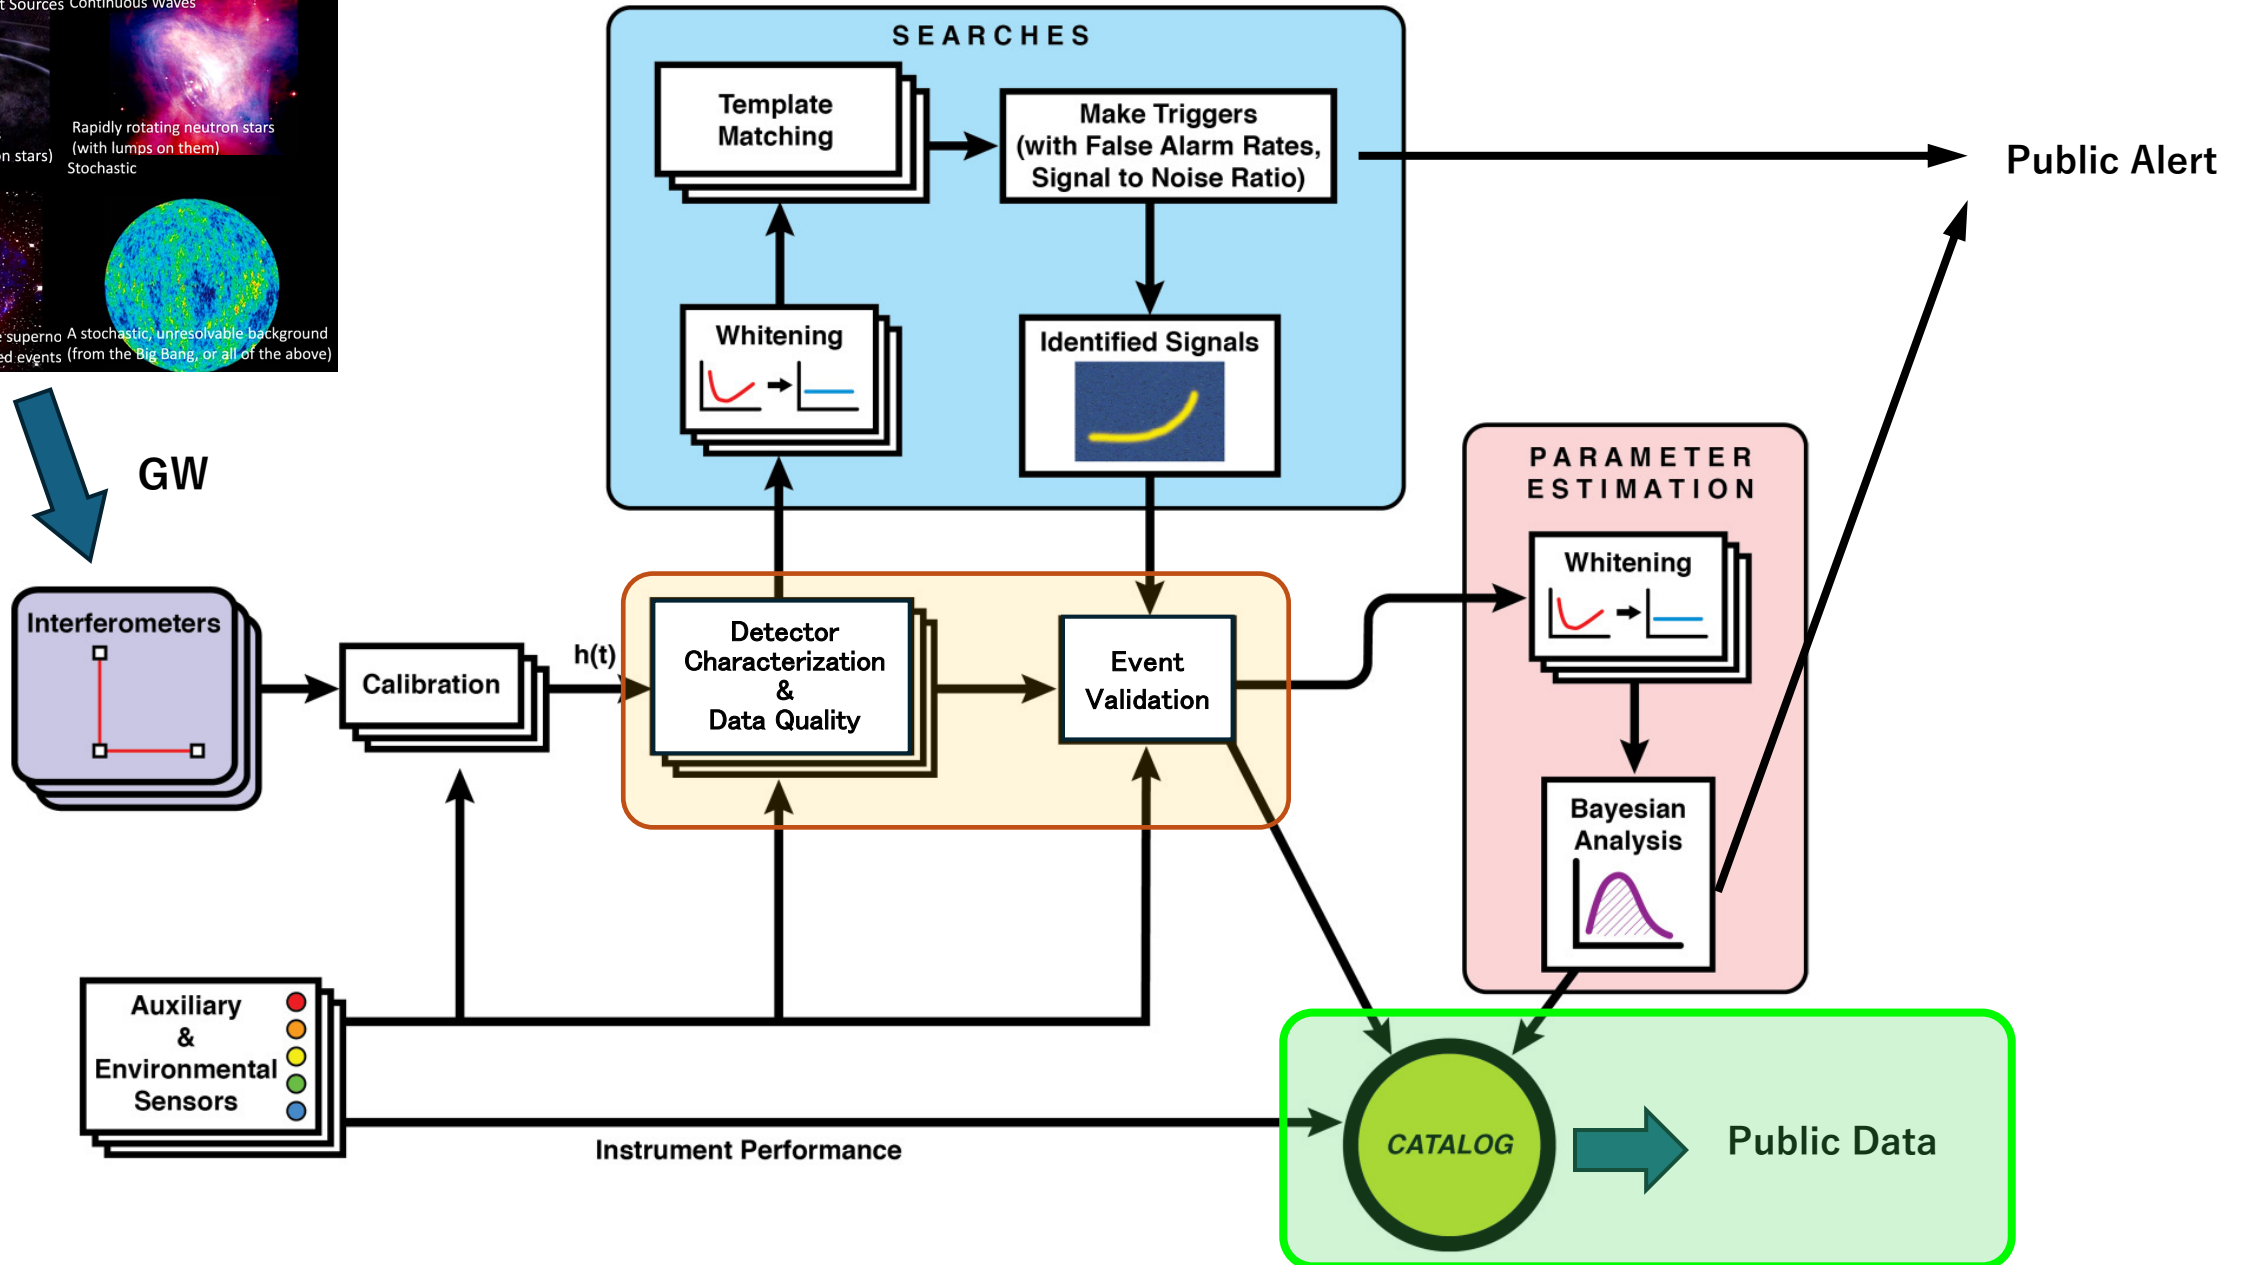 t Sources Continuous Waves
Rapidly rotating neutron stars
(with lumps on them)
n stars)
Stochastic
superno
ed events
A stochastic, unresolvable background
(from the Big Bang, or all of the above)
GW
SEARCHES
Template
Matching
Make Triggers
(with False Alarm Rates,
Signal to Noise Ratio)
Public Alert
Whitening
Identified Signals
PARAMETER
ESTIMATION
Whitening
Interferometers
Calibration
h(t)
Detector
Characterization
&
Data Quality
Event
Validation
Bayesian
Analysis
Auxiliary
&
Environmental
Sensors
Instrument Performance
CATALOG
Public Data